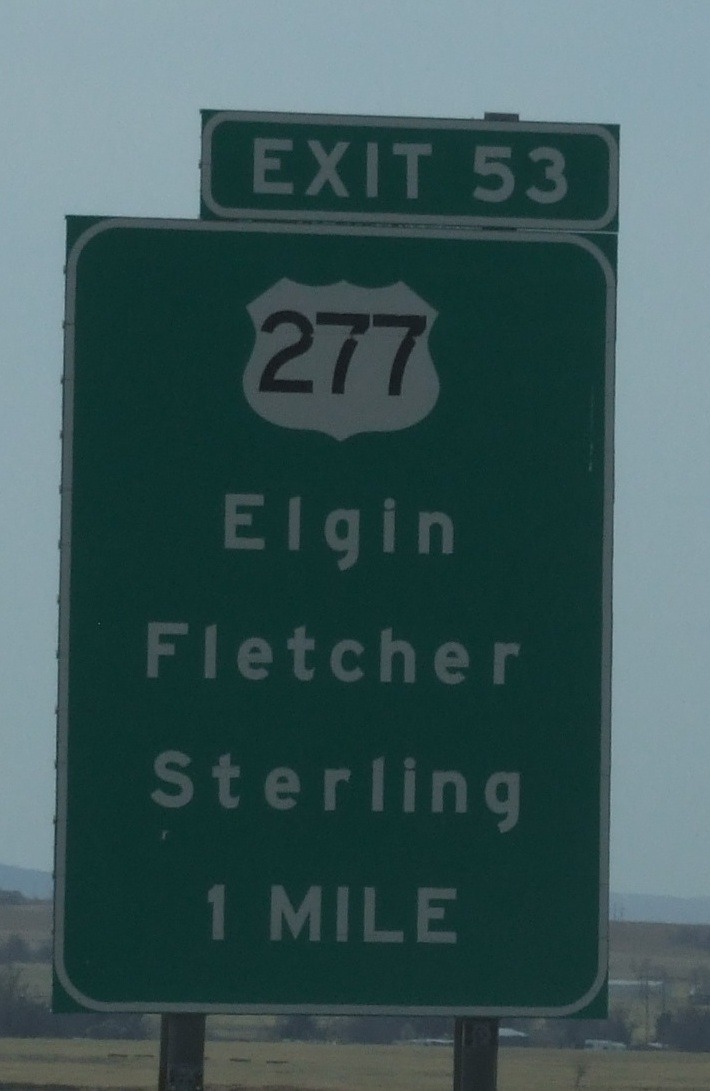 EXIT 53
277
Elgin
Fletcher
Sterling
1 MILE